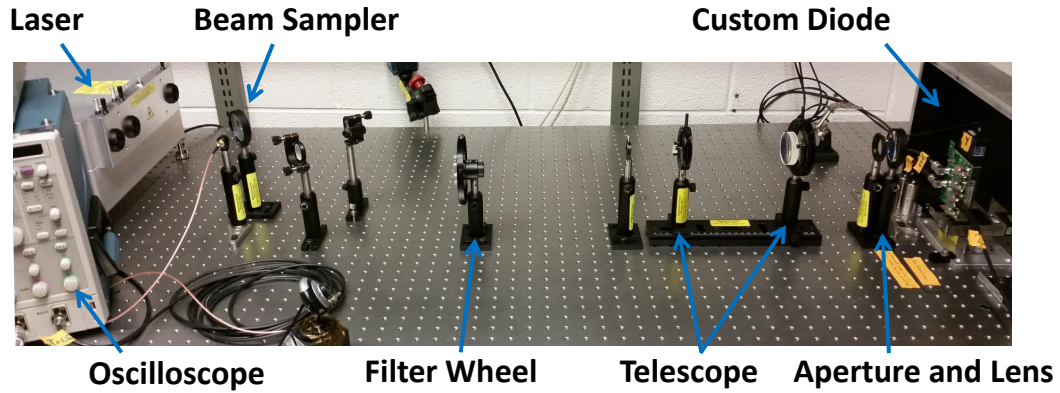 Laser
Beam Sampler
Custom Diode
Oscilloscope
Filter Wheel
Telescope
Aperture and Lens